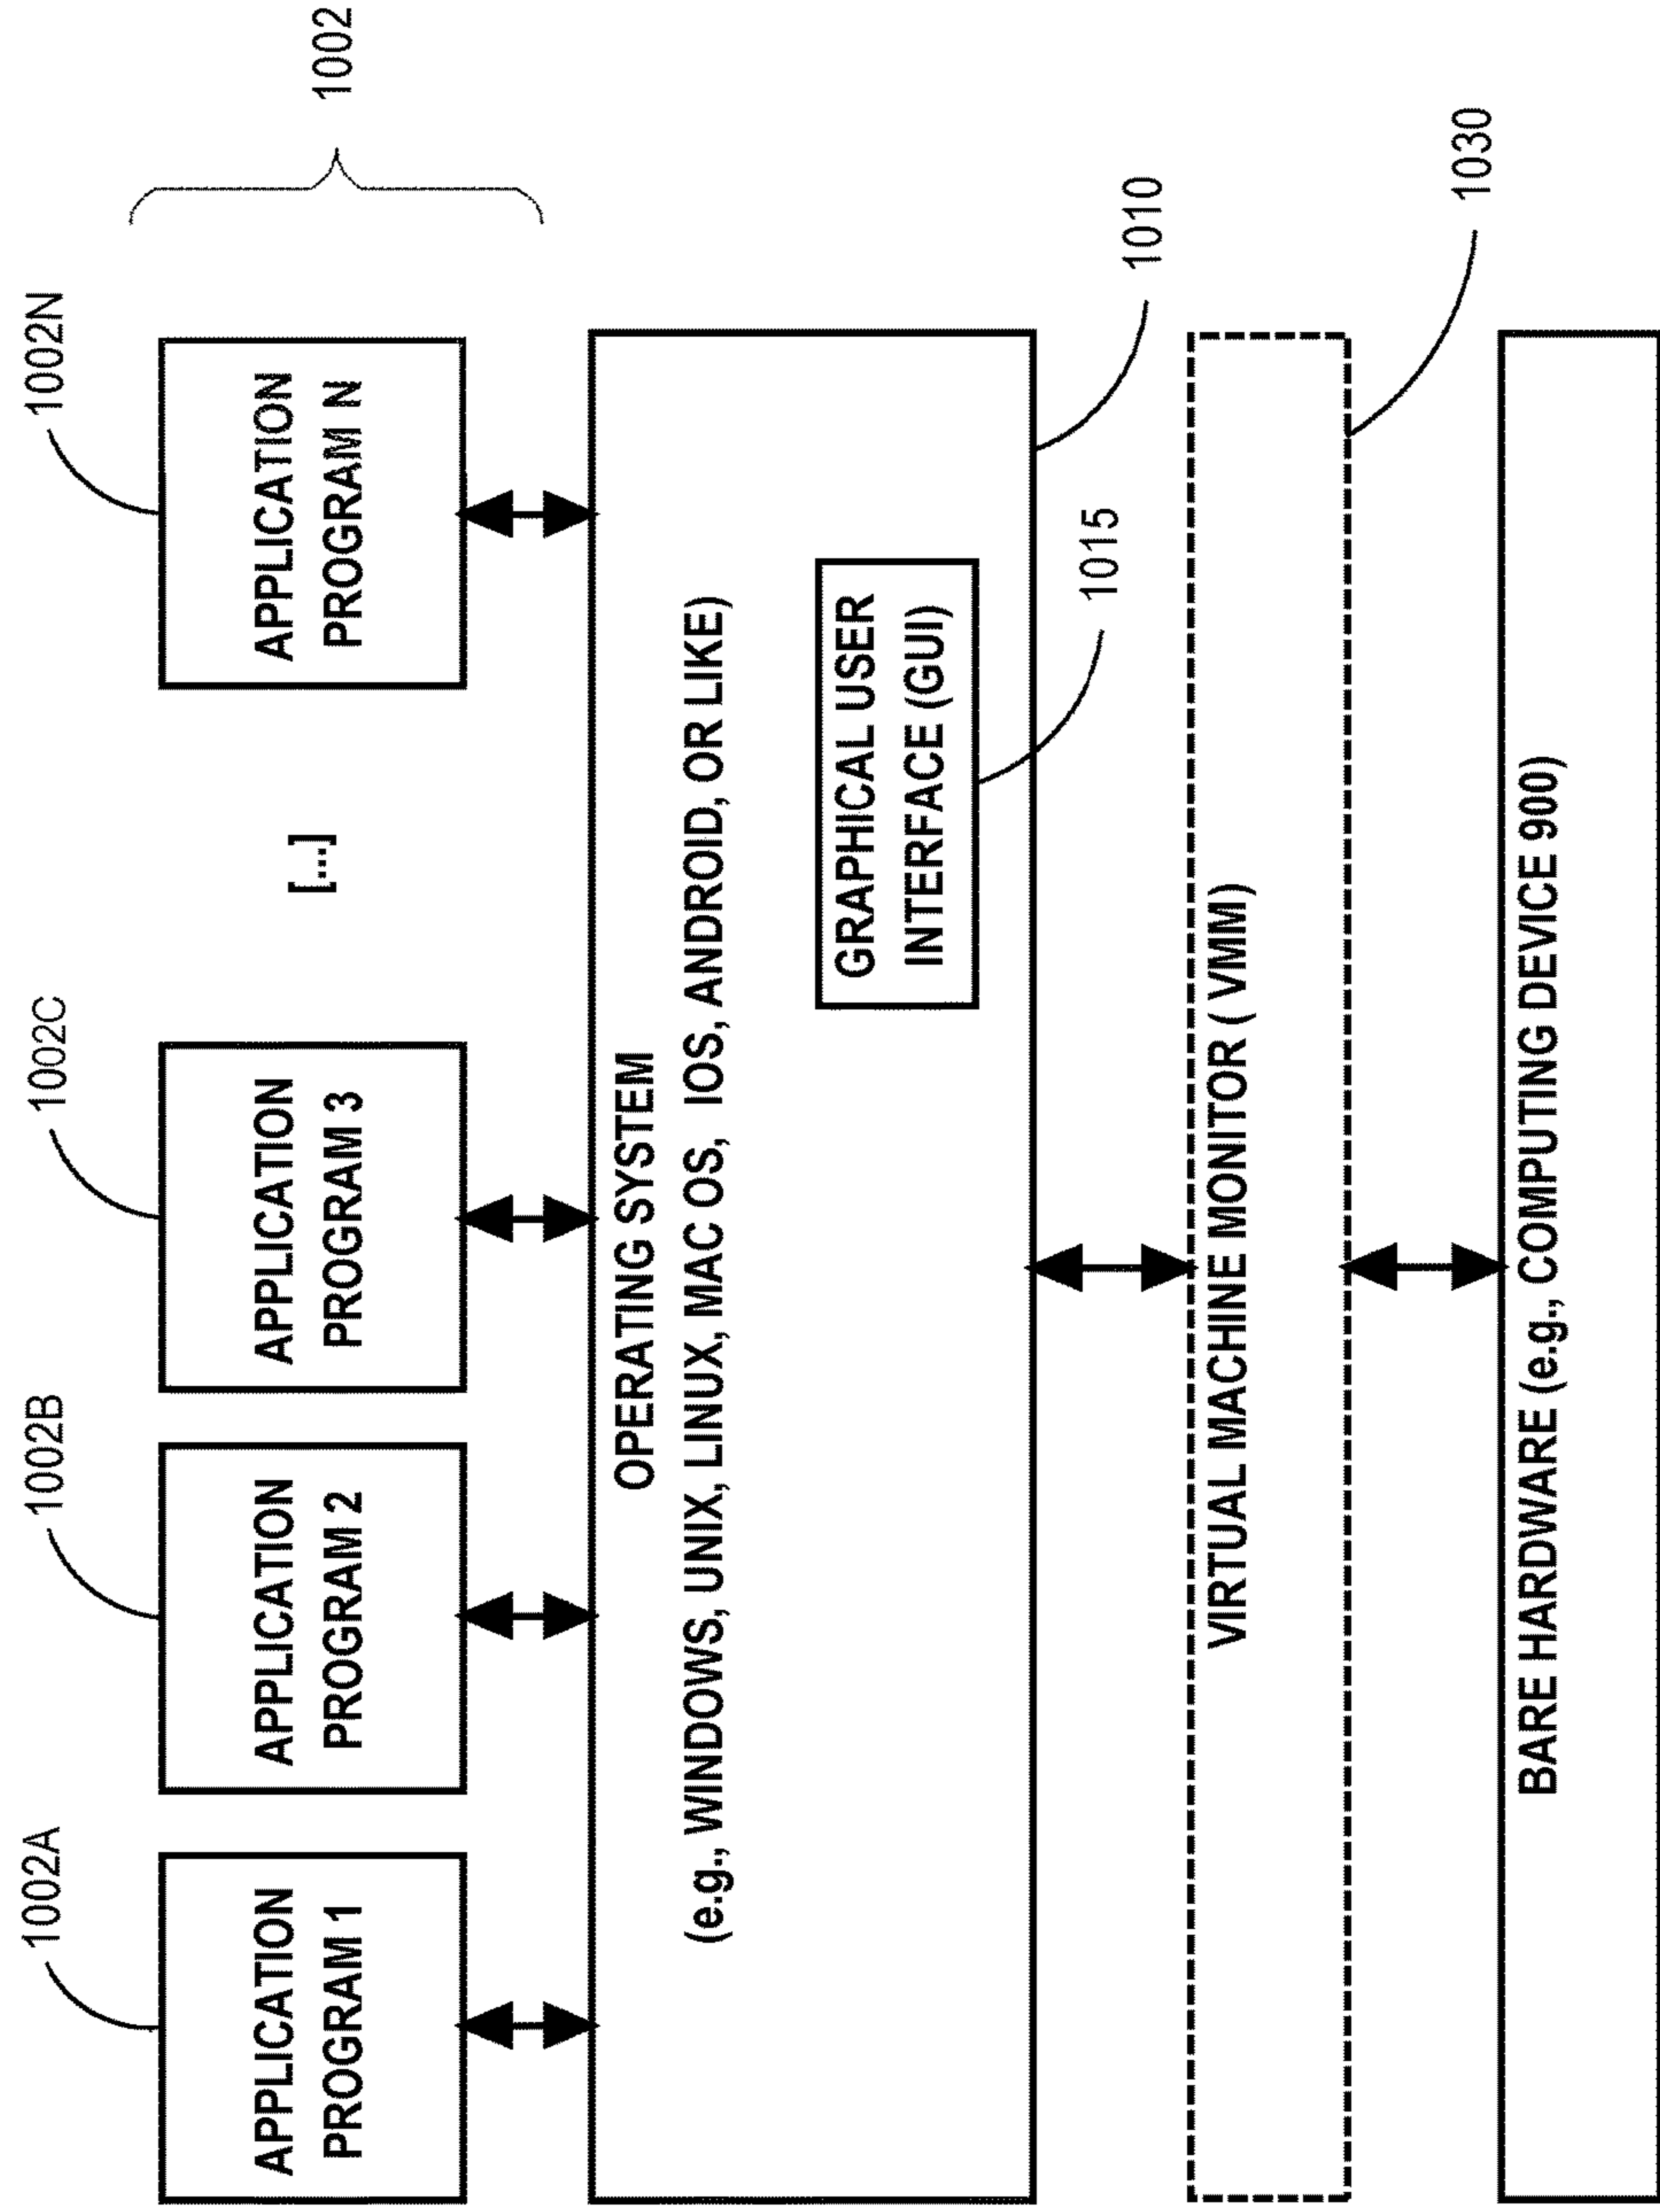 1002A
1002B
1002C
1002N
1002
APPLICATION
PROGRAM 1
APPLICATION
PROGRAM 2
APPLICATION
PROGRAM 3
[...]
APPLICATION
PROGRAM N
OPERATING SYSTEM
(e.g., WINDOWS, UNIX, LINUX, MAC OS, IOS, ANDROID, OR LIKE)
GRAPHICAL USER
INTERFACE (GUI)
1015
1010
VIRTUAL MACHINE MONITOR ( VMM)
1030
BARE HARDWARE (e.g., COMPUTING DEVICE 900)